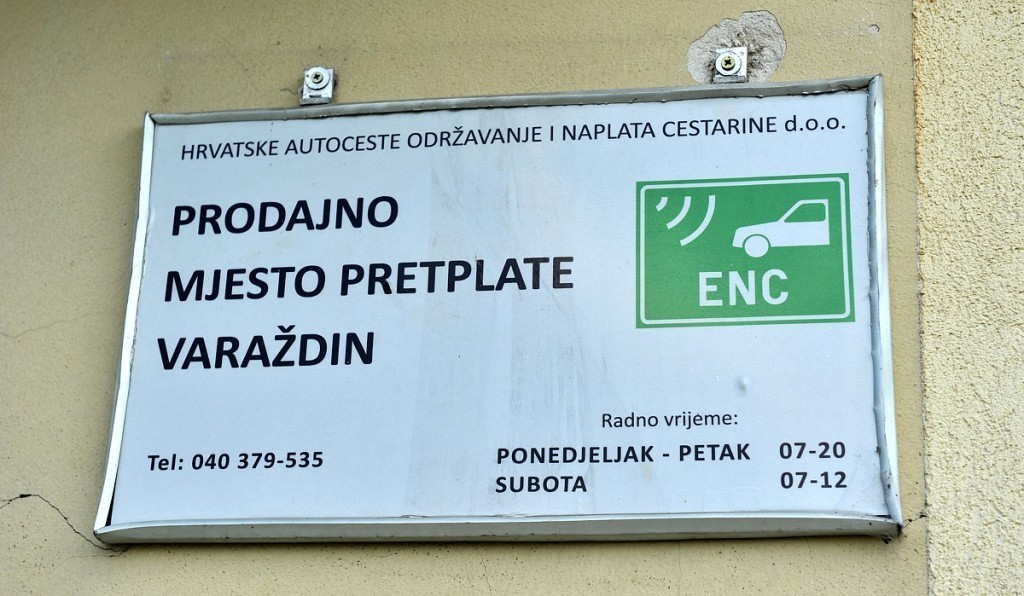 HRVATSKE AUTOCESTE ODRŽAVANJE I NAPLATA CESTARINE d.o.o.
PRODAJNO
MJESTO PRETPLATE
VARAŽDIN
ENC
Radno vrijeme:
Tel: 040 379-535
PONEDJELJAK - PETAK 07-20
SUBOTA 07-12